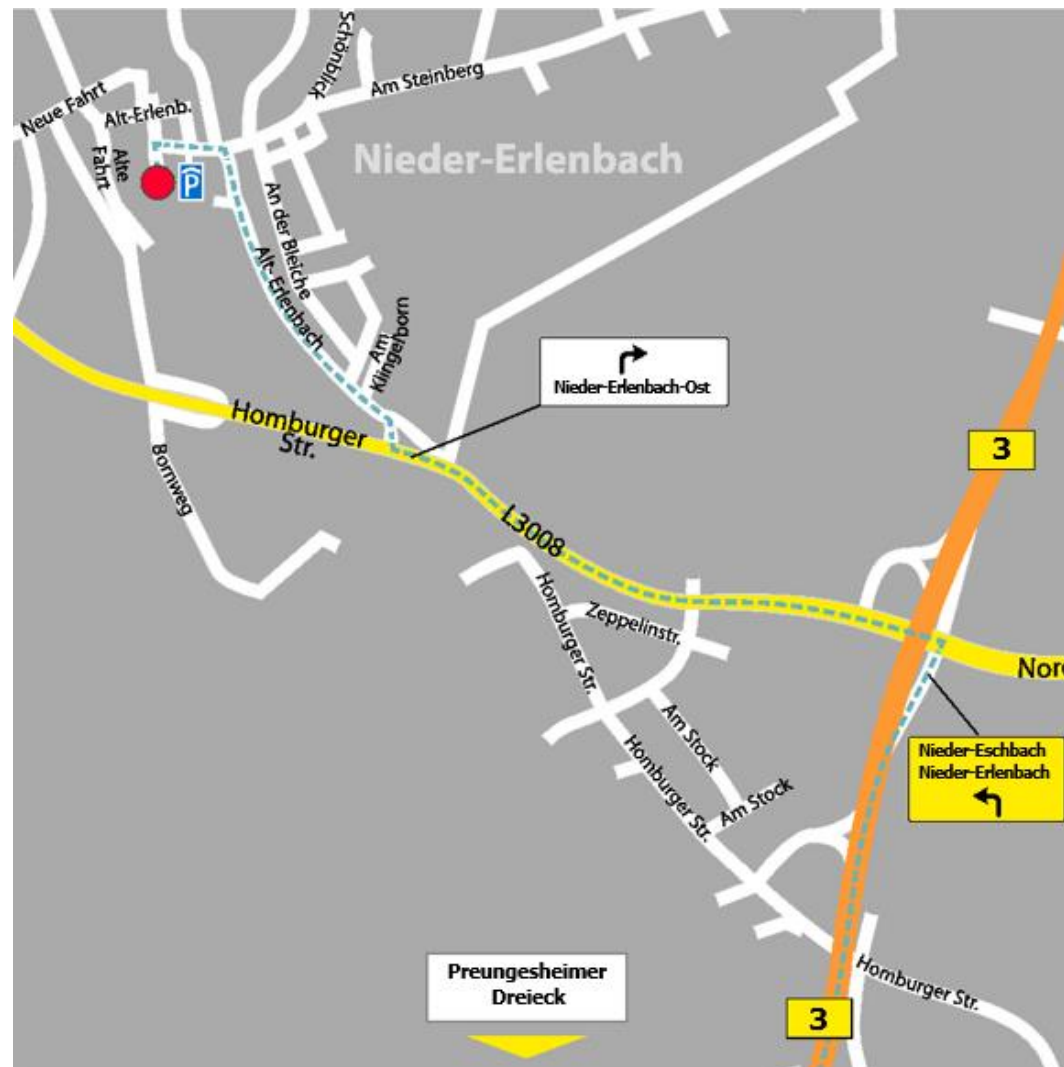 Schönblick
Am Steinberg
Neue Fahrt
Alt-Erlenb.
Alte
Fahrt
P
Nieder-Erlenbach
An der Bleiche
Alt- Erlenbach
Am
Klingelborn
Nieder-Erlenbach-Ost
Homburger
Str.
3
Bornweg
L3008
Homburger Str.
Zeppelinstr.
Am Stock
Homburger Str.
Am Stock
Nieder-Eschbach
Nieder-Erlenbach
Preungesheimer
Dreieck
Homburger Str.
3